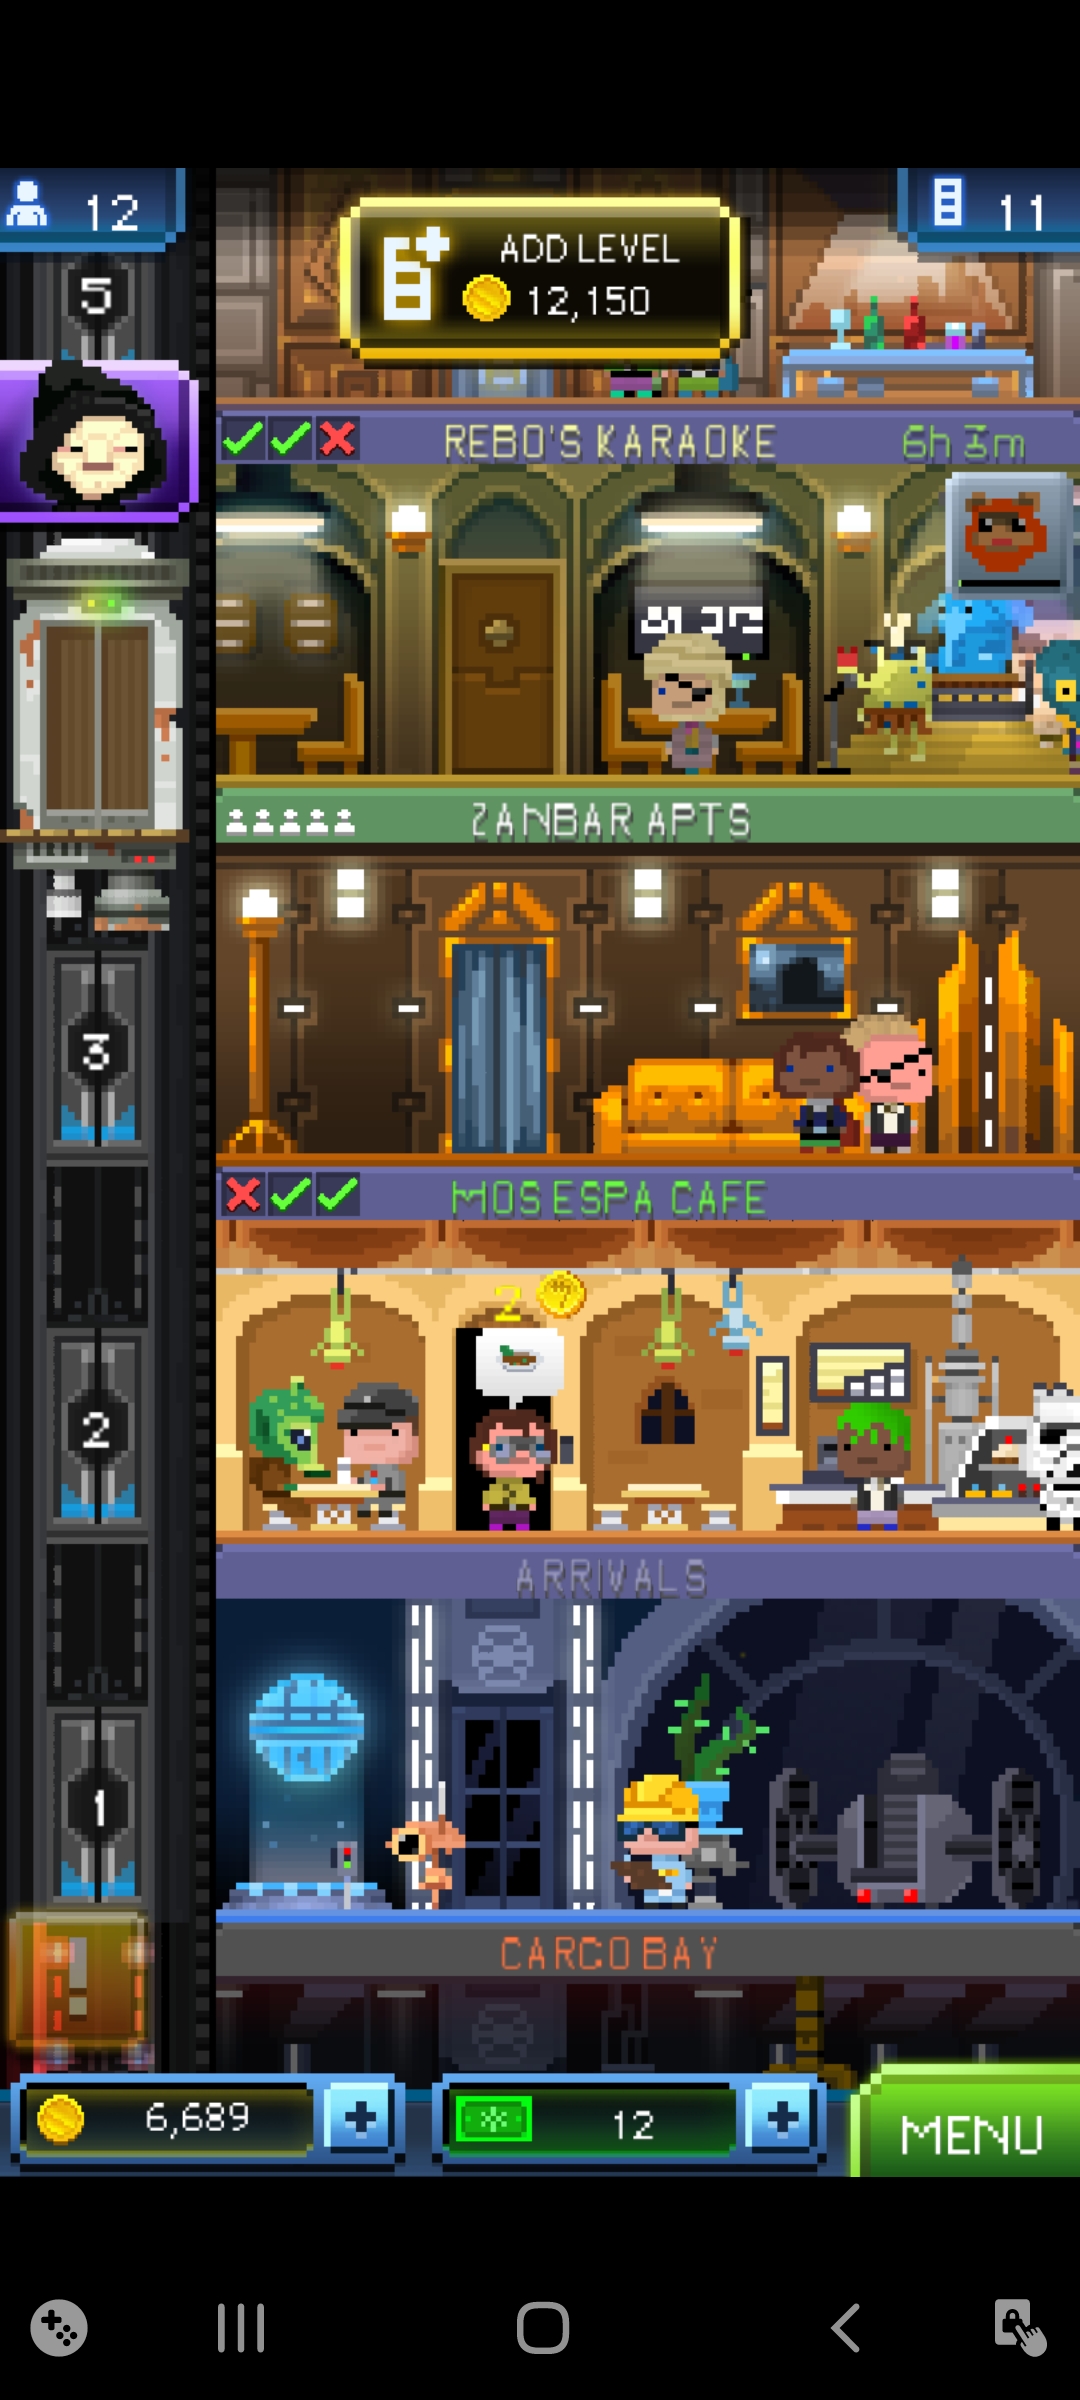 12
ADD LEVEL
12,150
11
5
REBO'S KARAOKE
6h 3m
ZANBAR APTS
3
MOS ESPA CAFE
2
2
ARRIVALS
1
CARGO BAY
6,689
12
MENU